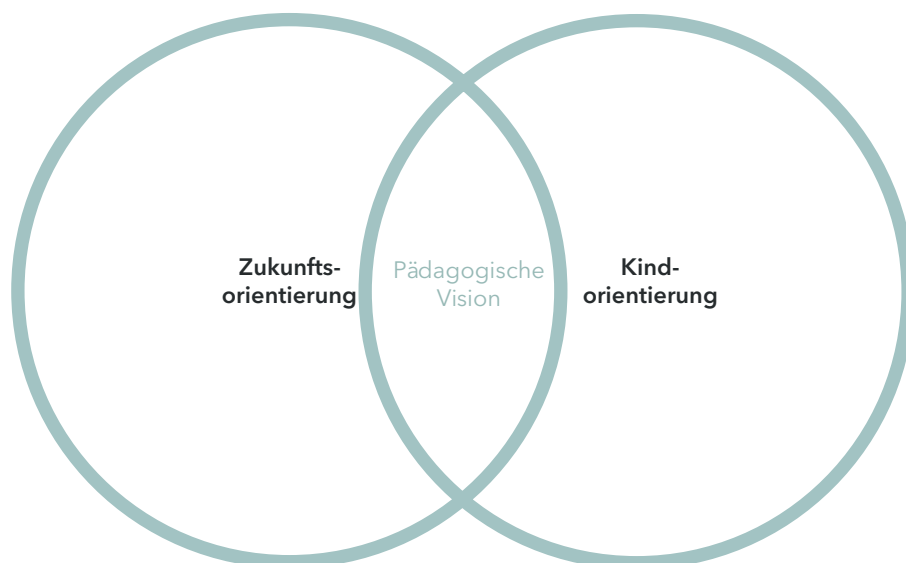 Zukunfts-
orientierung
Pädagogische
Vision
Kind-
orientierung